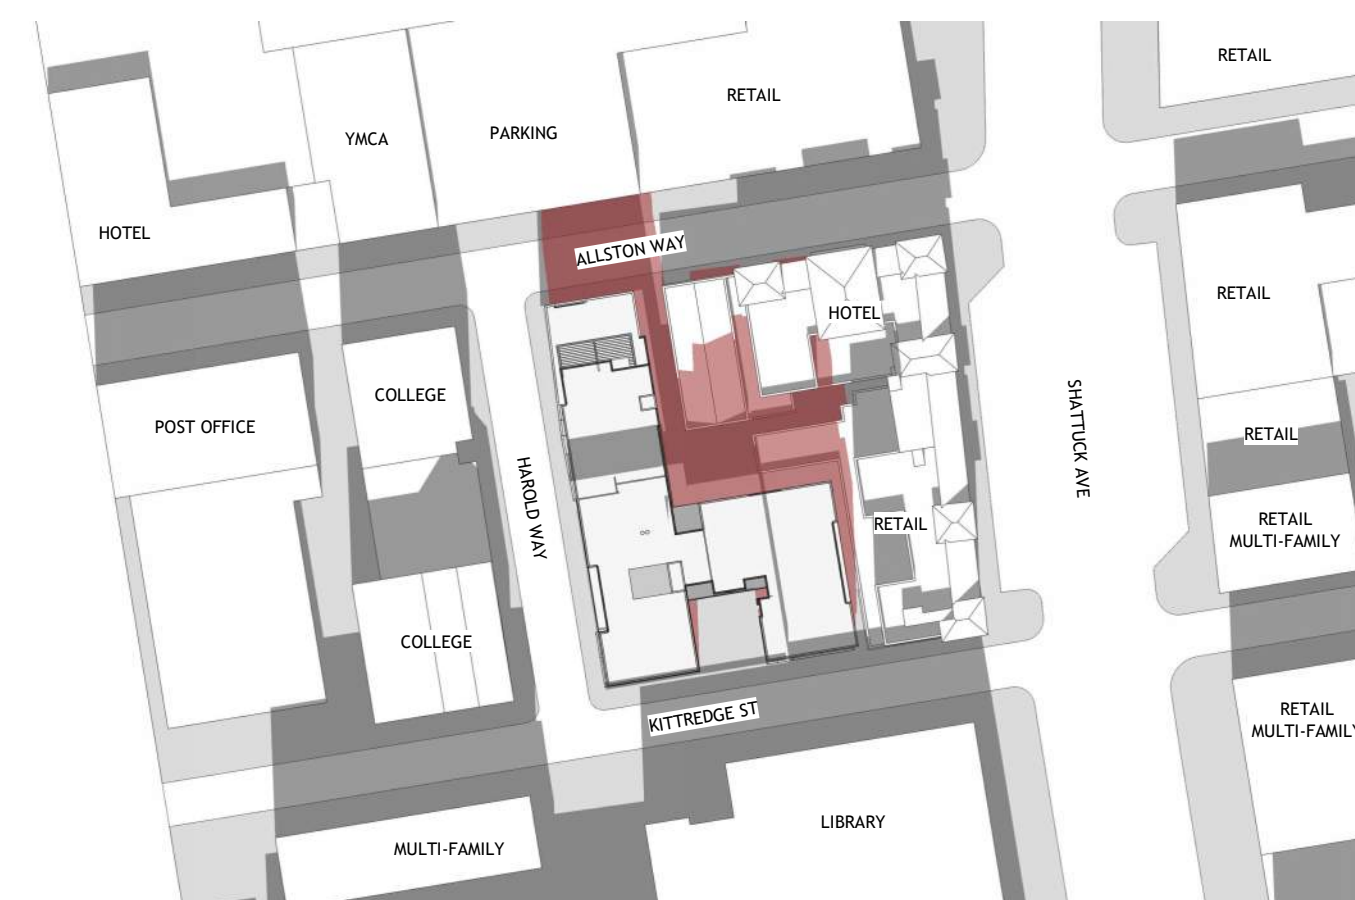 RETAIL
RETAIL
YMCA
PARKING
HOTEL
ALLSTON WAY
HOTEL
RETAIL
COLLEGE
POST OFFICE
SHATTUCK AVE
RETAIL
HAROLD WAY
RETAIL
RETAIL
MULTI-FAMILY
COLLEGE
KITTREDGE ST
RETAIL
MULTI-FAMILY
LIBRARY
MULTI-FAMILY